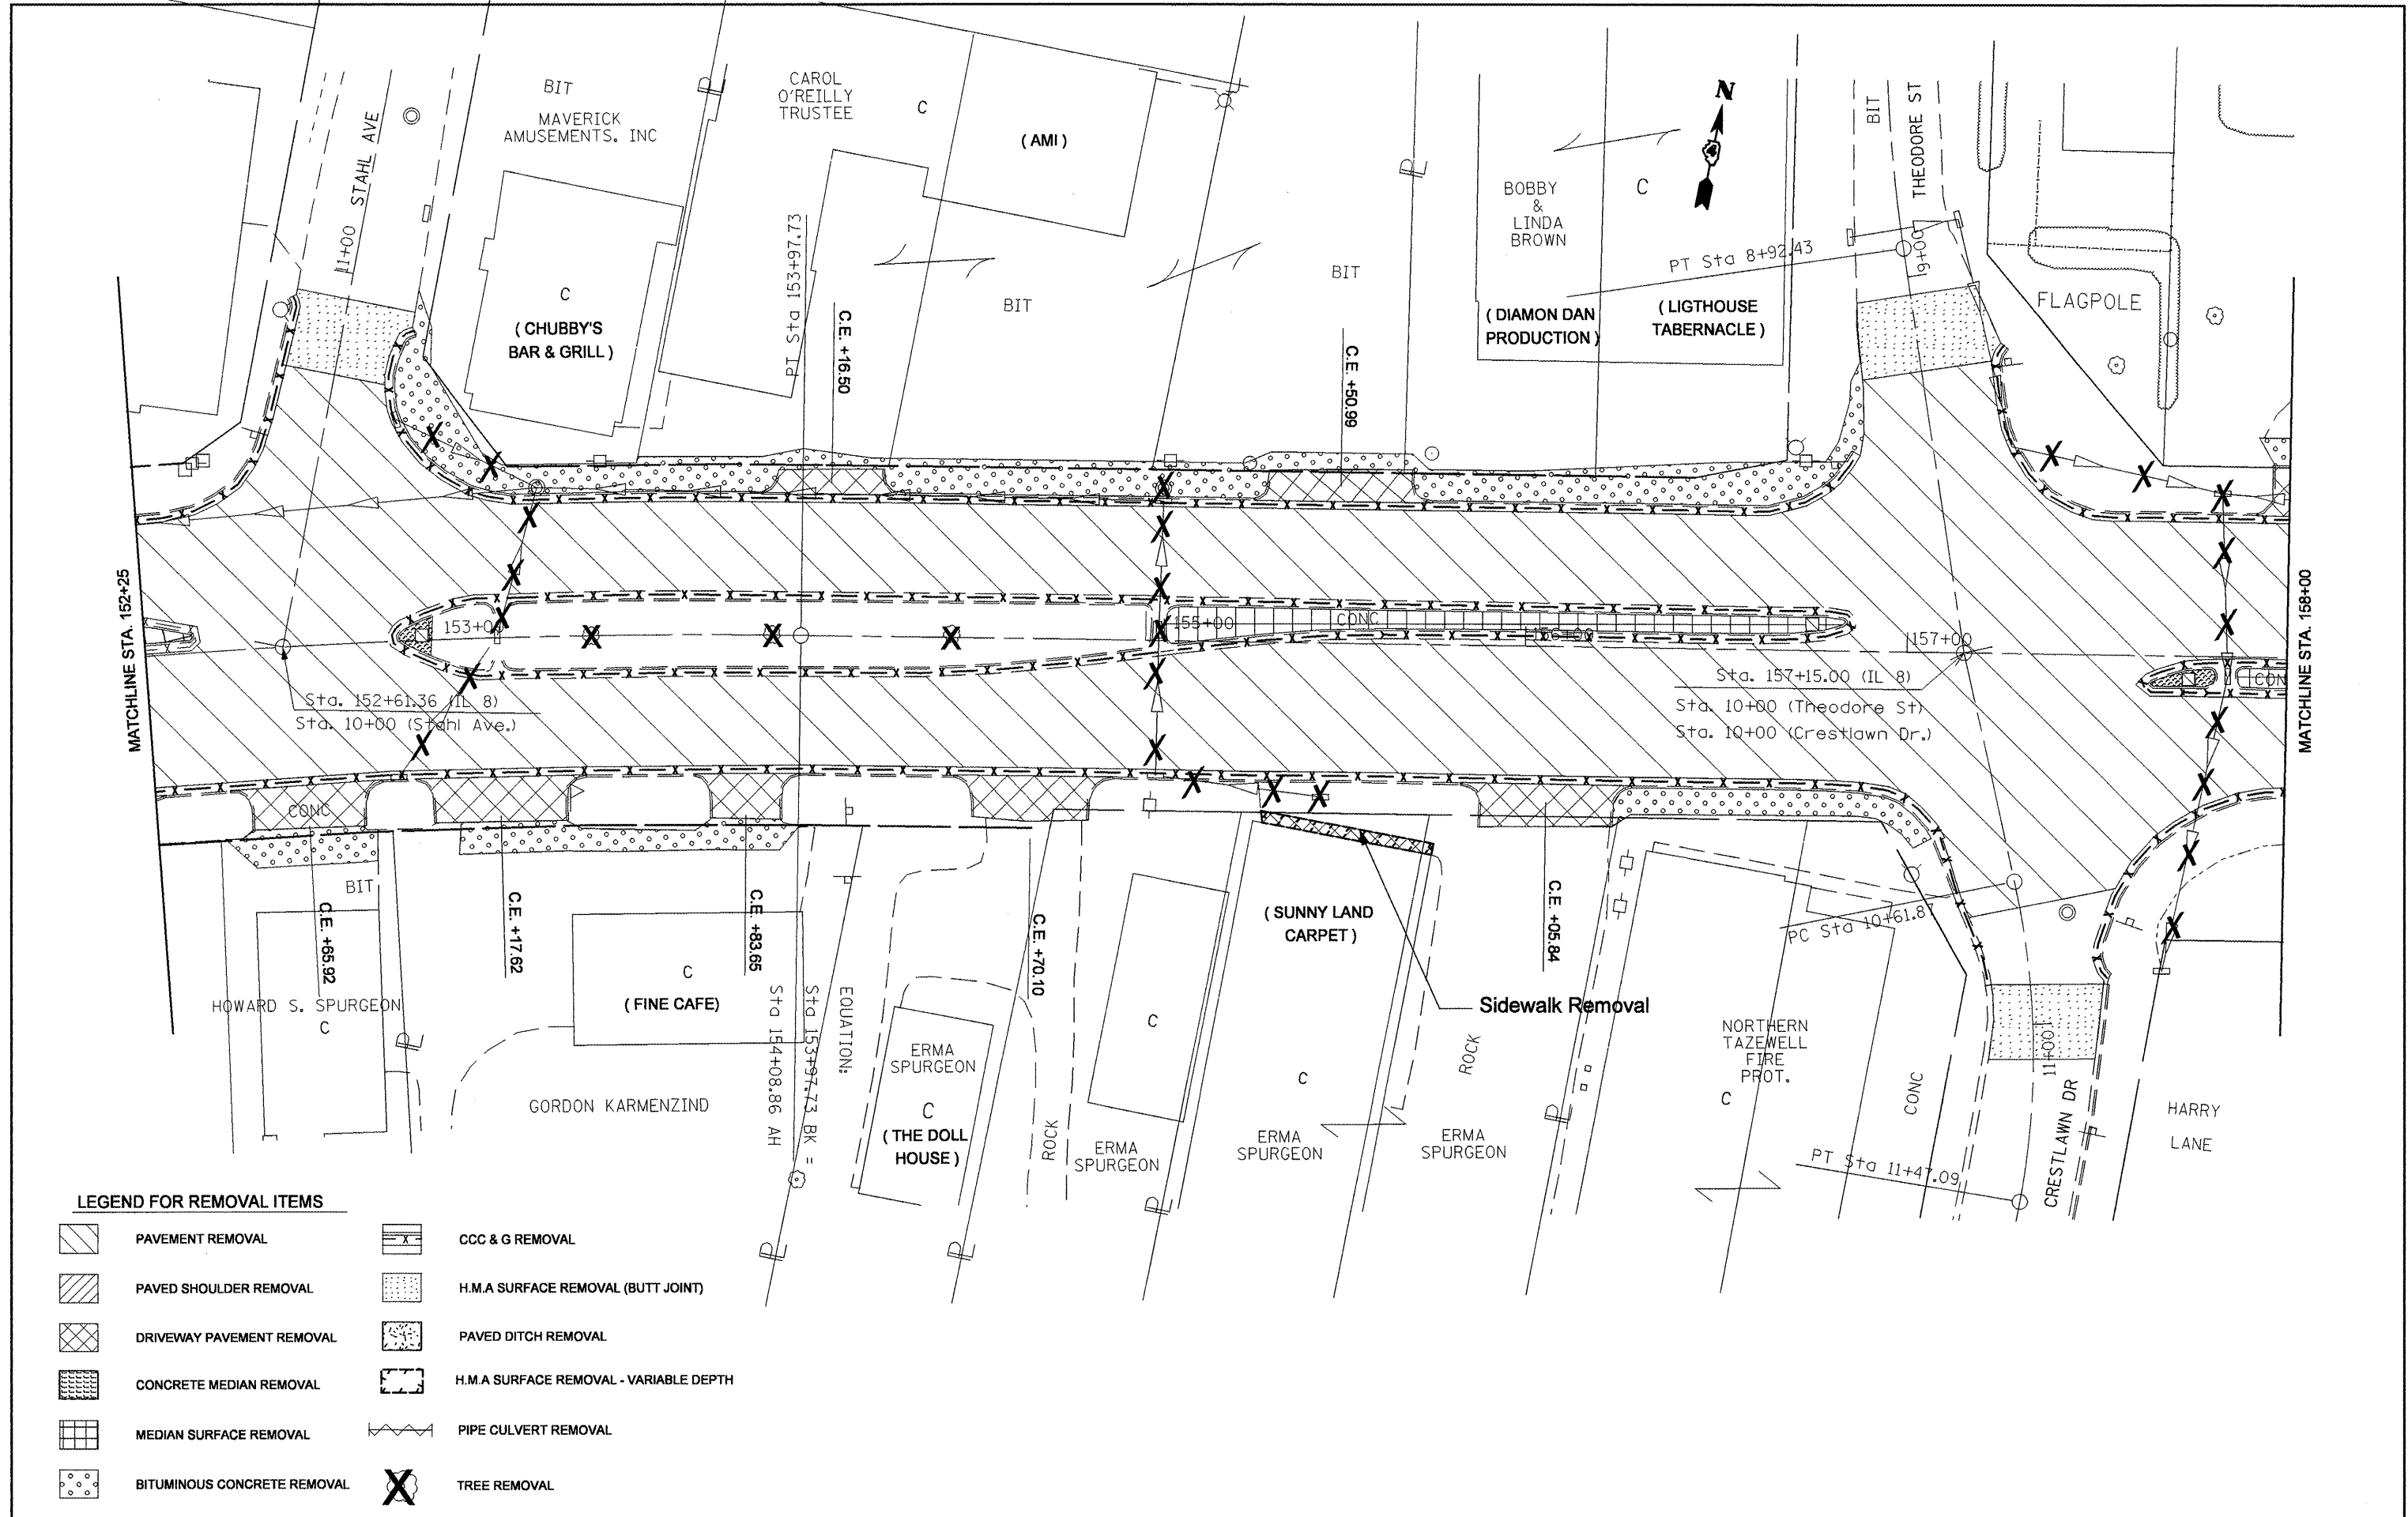 STAHL AVE
11+00
BIT
MAVERICK
AMUSEMENTS. INC
C
( CHUBBY'S
BAR & GRILL )
CAROL
O'REILLY
TRUSTEE
C
( AMI )
PT Sta 153+97.73
C.E. +16.50
BIT
BIT
C.E. +50.99
BOBBY
&
LINDA
BROWN
C
N
4
( DIAMON DAN
PRODUCTION )
( LIGTHOUSE
TABERNACLE )
PT Sta 8+92.43
BIT
THEODORE ST
9+00
FLAGPOLE
MATCHLINE STA. 152+25
153+00
155+00
CONC
156+00
157+00
Sta. 152+61.36 (IL 8)
Sta. 10+00 (Stahl Ave.)
Sta. 157+15.00 (IL 8)
Sta. 10+00 (Theodore St)
Sta. 10+00 (Crestlawn Dr.)
CON
MATCHLINE STA. 158+00
CONC
BIT
C.E. +65.92
HOWARD S. SPURGEON
C
C.E. +17.62
C
( FINE CAFE)
C.E. +83.65
GORDON KARMENZIND
EQUATION:
Sta 153+97.73 BK =
Sta 154+08.86 AH
ERMA
SPURGEON
C
( THE DOLL
HOUSE )
C.E. +70.10
ROCK
C
ERMA
SPURGEON
( SUNNY LAND
CARPET )
C
ERMA
SPURGEON
Sidewalk Removal
ROCK
ERMA
SPURGEON
C.E. +05.84
PC Sta 10+61.87
NORTHERN
TAZEWELL
FIRE
PROT.
C
CONC
PT Sta 11+47.09
11+00
CRESTLAWN DR
HARRY
LANE
LEGEND FOR REMOVAL ITEMS
PAVEMENT REMOVAL
PAVED SHOULDER REMOVAL
DRIVEWAY PAVEMENT REMOVAL
CONCRETE MEDIAN REMOVAL
MEDIAN SURFACE REMOVAL
BITUMINOUS CONCRETE REMOVAL
CCC & G REMOVAL
H.M.A SURFACE REMOVAL (BUTT JOINT)
PAVED DITCH REMOVAL
H.M.A SURFACE REMOVAL - VARIABLE DEPTH
PIPE CULVERT REMOVAL
TREE REMOVAL